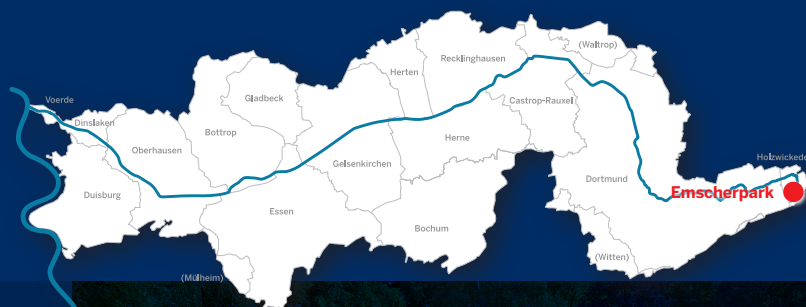 (Waltrop)
Recklinghausen
Herten
Gladbeck
Voerde
Castrop-Rauxel
Dinslaken
Bottrop
Herne
Oberhausen
Gelsenkirchen
Holzwickede
Dortmund
Duisburg
Emscherpark
Essen
Bochum
(Witten)
(Mülheim)